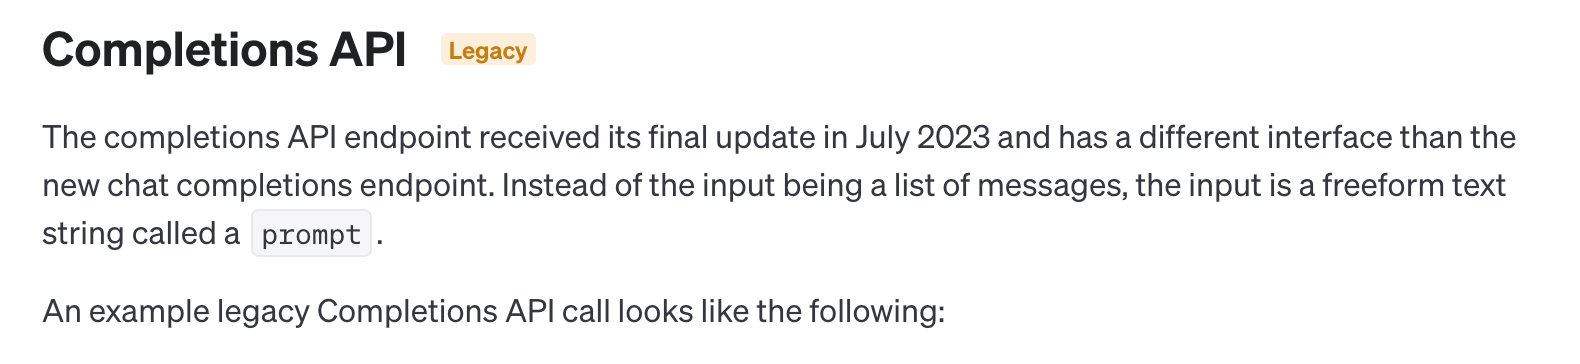 Completions API Legacy
The completions API endpoint received its final update in July 2023 and has a different interface than the
new chat completions endpoint. Instead of the input being a list of messages, the input is a freeform text
string called a prompt.
An example legacy Completions API call looks like the following: